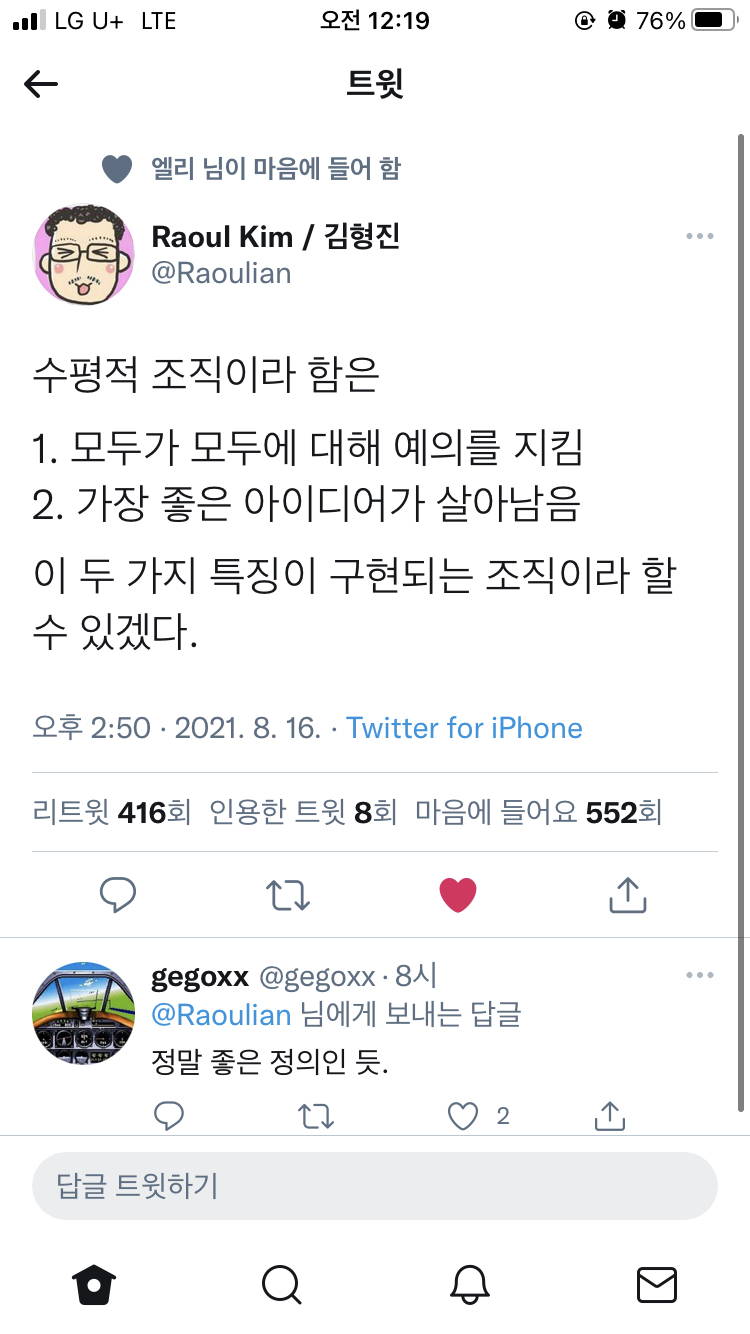 LG U+ LTE 오전 12:19 76%
트윗
엘리 님이 마음에 들어 함
Raoul Kim / 김형진
@Raoulian
수평적 조직이라 함은
1. 모두가 모두에 대해 예의를 지킴
2. 가장 좋은 아이디어가 살아남음
이 두 가지 특징이 구현되는 조직이라 할
수 있겠다.
오후 2:50 · 2021. 8. 16. · Twitter for iPhone
리트윗 416회 인용한 트윗 8회 마음에 들어요 552회
gegoxx @gegoxx · 8시
@Raoulian 님에게 보내는 답글
정말 좋은 정의인 듯.
2
답글 트윗하기